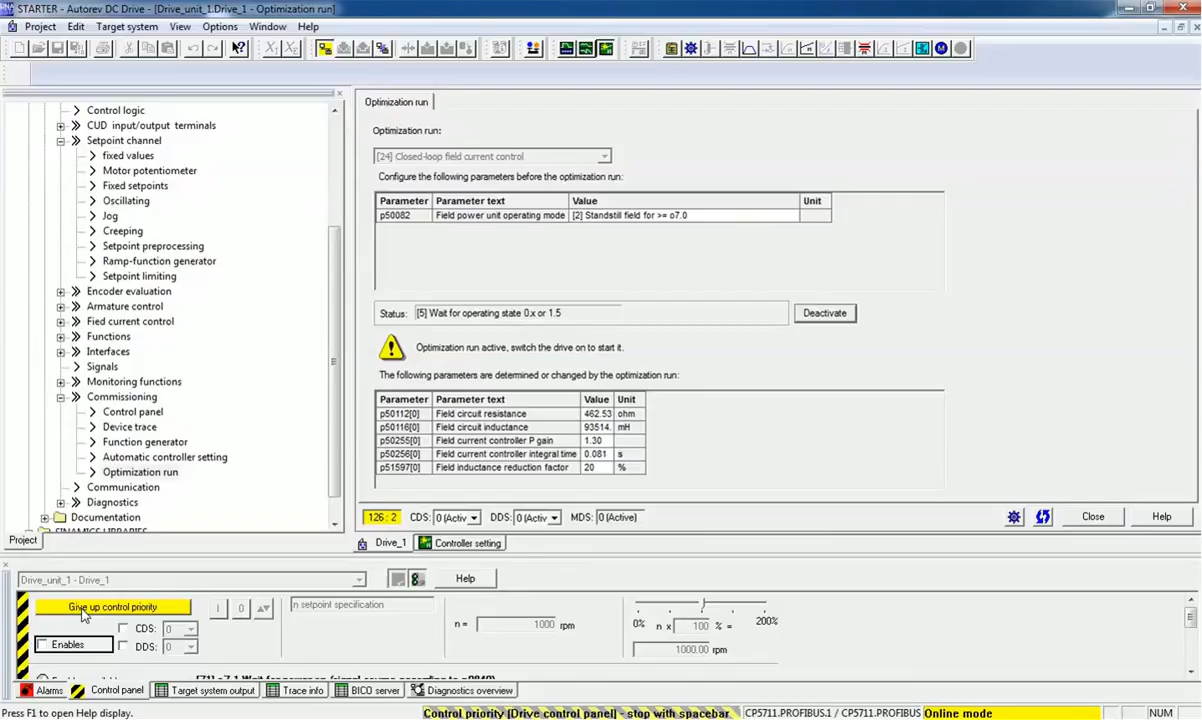 STARTER - Autorev DC Drive - [Drive_unit_1.Drive_1 - Optimization run]
Project Edit Target system View Options Window Help
Control logic
CUD input/output terminals
Setpoint channel
fixed values
Motor potentiometer
Fixed setpoints
Oscillating
Jog
Creeping
Setpoint preprocessing
Ramp-function generator
Setpoint limiting
Encoder evaluation
Armature control
Fied current control
Functions
Interfaces
Signals
Monitoring functions
Commissioning
Control panel
Device trace
Function generator
Automatic controller setting
Optimization run
Communication
Diagnostics
Documentation
SINAMICS LIBRARIES
Project
Optimization run
Optimization run:
[24] Closed-loop field current control
Configure the following parameters before the optimization run:
Parameter Parameter text Value Unit
p50082 Field power unit operating mode [2] Standstill field for >= o7.0
Status: [5] Wait for operating state 0.x or 1.5 Deactivate
Optimization run active, switch the drive on to start it.
The following parameters are determined or changed by the optimization run:
Parameter Parameter text Value Unit
p50112[0] Field circuit resistance 462.53 ohm
p50116[0] Field circuit inductance 93514. mH
p50255[0] Field current controller P gain 1.30
p50256[0] Field current controller integral time 0.081 s
p51597[0] Field inductance reduction factor 20 %
126 : 2 CDS: 0 (Activ DDS: 0 (Activ MDS: 0 (Active) Close Help
Drive_1 Controller setting
Drive_unit_1 - Drive_1 Help
Give up control priority I 0 n setpoint specification
CDS: 0 n = 1000 rpm 0% n x 100 % = 200%
Enables DDS: 0 1000.00 rpm
Alarms Control panel Target system output Trace info BICO server Diagnostics overview
Press F1 to open Help display. Control priority [Drive control panel] - stop with spacebar CP5711.PROFIBUS.1 / CP5711.PROFIBUS Online mode NUM